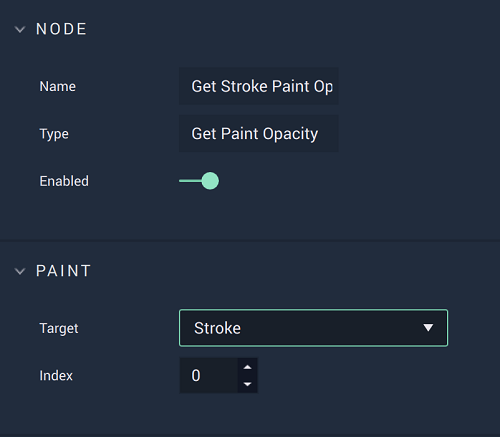 NODE
Name Get Stroke Paint Op
Type Get Paint Opacity
Enabled
PAINT
Target Stroke
Index 0